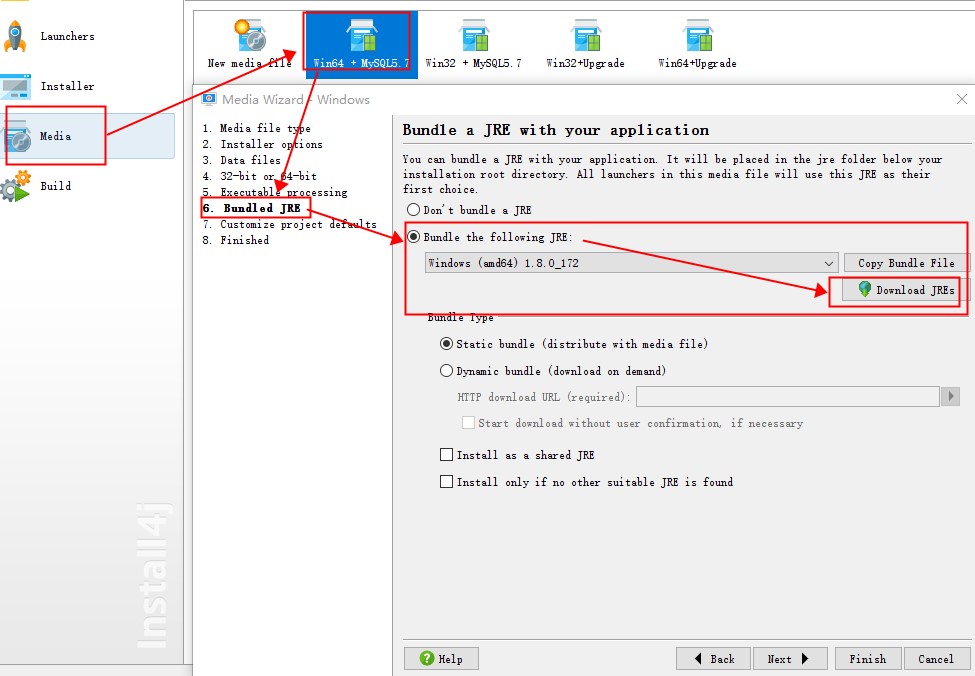 Launchers
Installer
Media
Build
install4j
New media file
Win64 + MySQL5.7
Win32 + MySQL5.7
Win32+Upgrade
Win64+Upgrade
Media Wizard - Windows
1. Media file type
2. Installer options
3. Data files
4. 32-bit or 64-bit
5. Executable processing
6. Bundled JRE
7. Customize project defaults
8. Finished
Bundle a JRE with your application
You can bundle a JRE with your application. It will be placed in the jre folder below your
installation root directory. All launchers in this media file will use this JRE as their
first choice.
Don't bundle a JRE
Bundle the following JRE:
Windows (amd64) 1.8.0_172
Copy Bundle File
Download JREs
Bundle Type
Static bundle (distribute with media file)
Dynamic bundle (download on demand)
HTTP download URL (required):
Start download without user confirmation, if necessary
Install as a shared JRE
Install only if no other suitable JRE is found
Help
Back
Next
Finish
Cancel